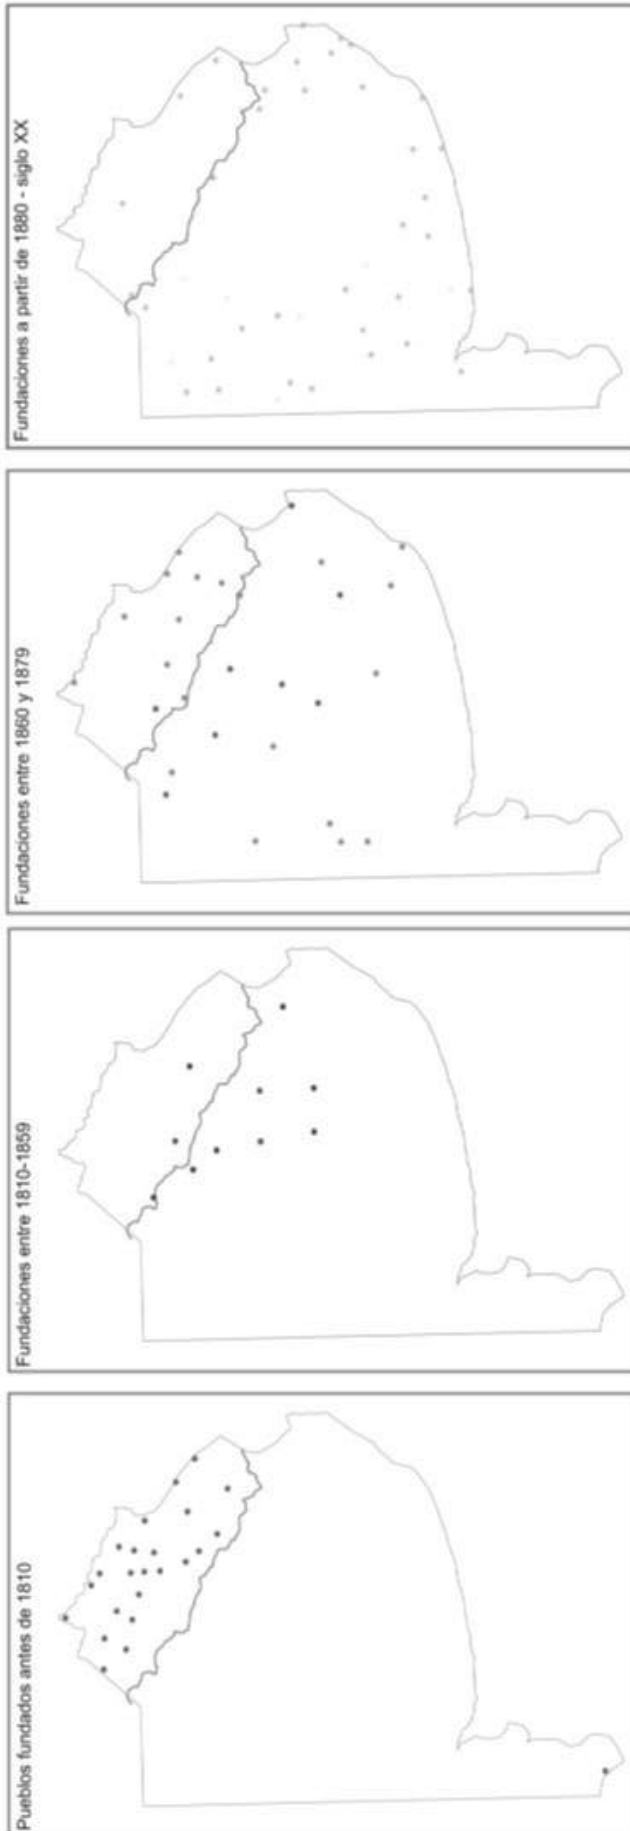 Pueblos fundados antes de 1810
Fundaciones entre 1810-1859
Fundaciones entre 1860 y 1879
Fundaciones a partir de 1880 - siglo XX